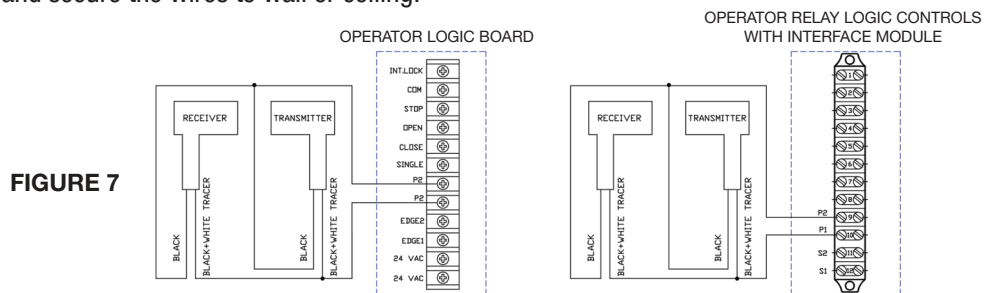 and secure the wires to wall or ceiling.
OPERATOR LOGIC BOARD
OPERATOR RELAY LOGIC CONTROLS
WITH INTERFACE MODULE
FIGURE 7
RECEIVER
TRANSMITTER
BLACK
BLACK+WHITE TRACER
BLACK
BLACK+WHITE TRACER
INT.LOCK
COM
STOP
OPEN
CLOSE
SINGLE
P2
P2
EDGE2
EDGE1
24 VAC
24 VAC
RECEIVER
TRANSMITTER
BLACK
BLACK+WHITE TRACER
BLACK
BLACK+WHITE TRACER
1
2
3
4
5
6
7
8
P2 9
P1 10
S2 11
S1 12